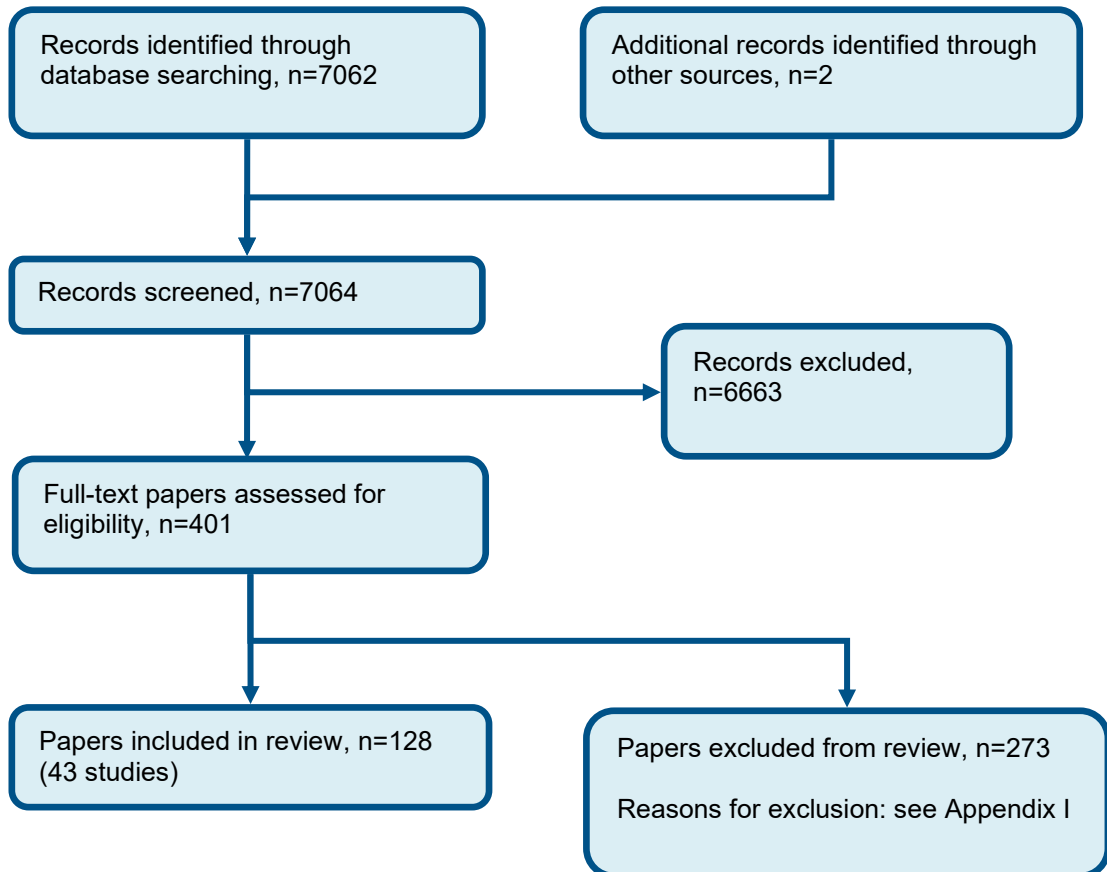 Records identified through
database searching, n=7062
Additional records identified through
other sources, n=2
Records screened, n=7064
Records excluded,
n=6663
Full-text papers assessed for
eligibility, n=401
Papers included in review, n=128
(43 studies)
Papers excluded from review, n=273
Reasons for exclusion: see Appendix I